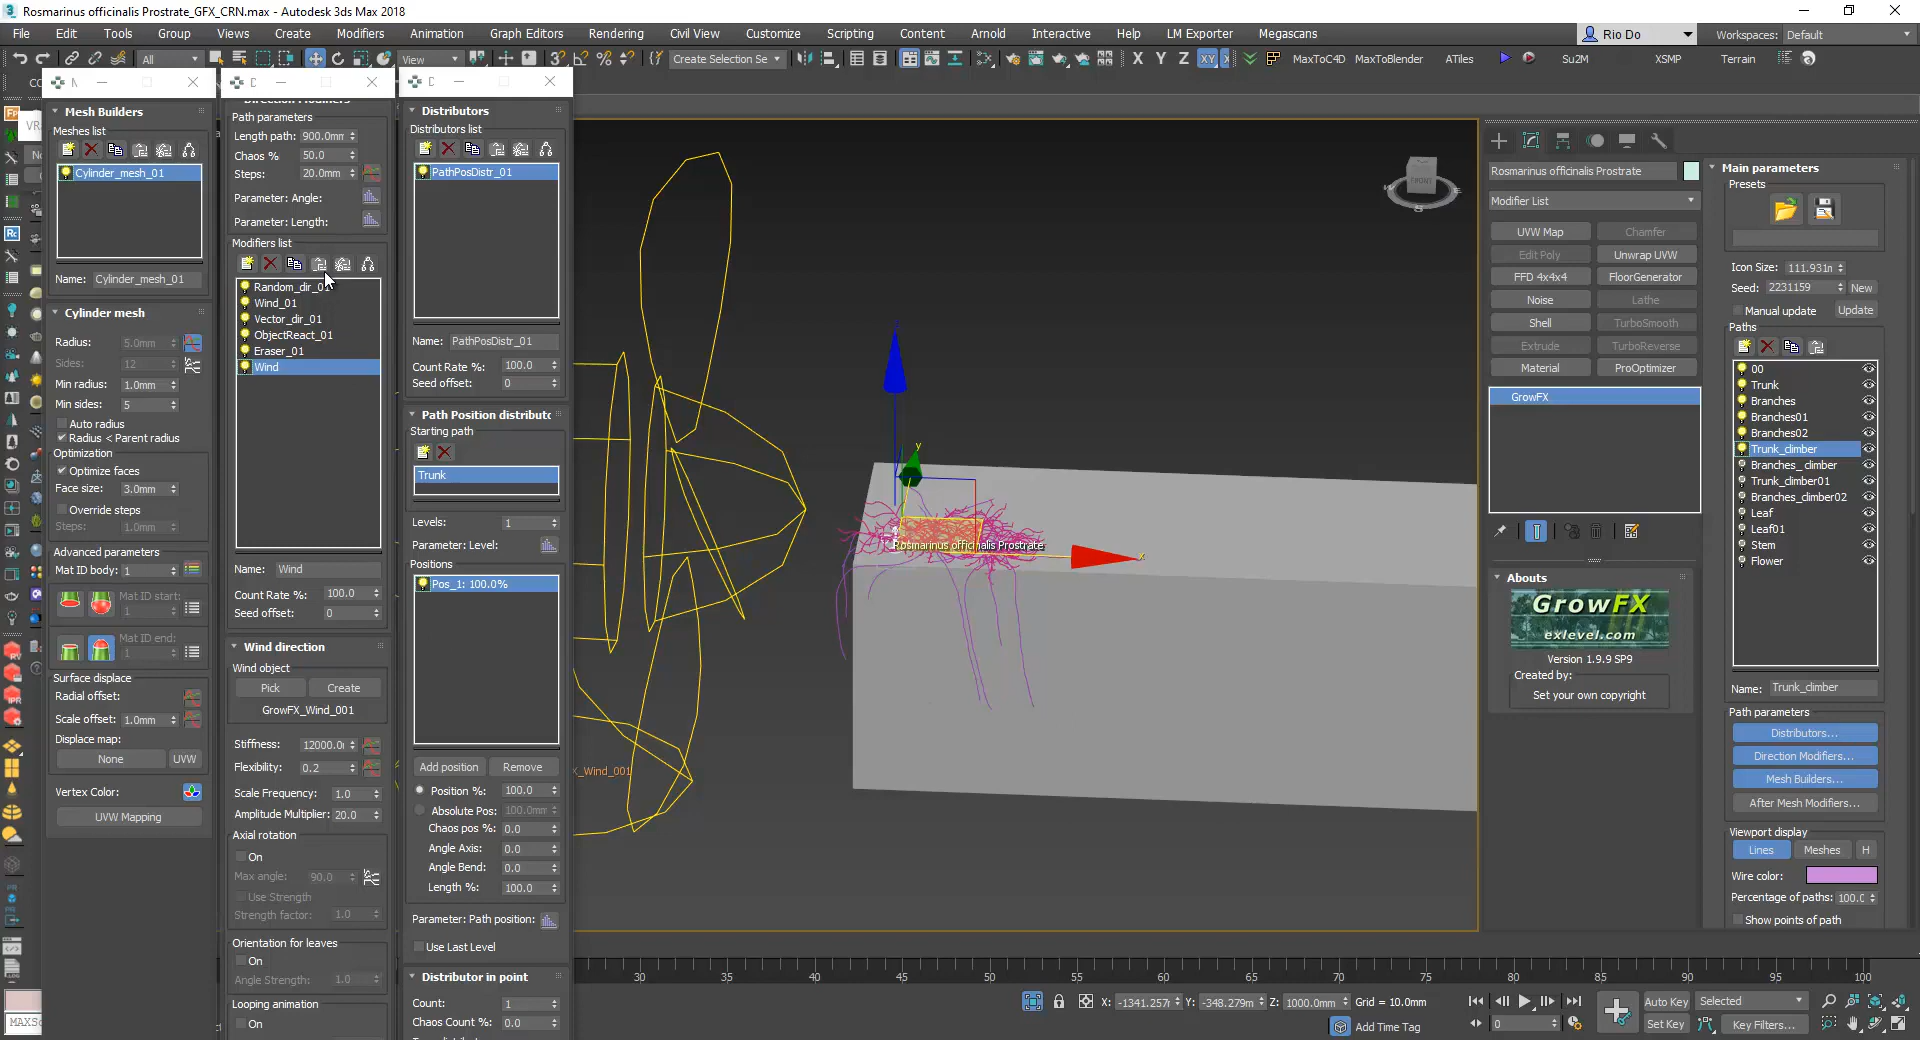 Rosmarinus officinalis Prostrate_GFX_CRN.max - Autodesk 3ds Max 2018
File Edit Tools Group Views Create Modifiers Animation Graph Editors Rendering Civil View Customize Scripting Content Arnold Interactive Help LM Exporter Megascans Rio Do Workspaces: Default
All View Create Selection Se X Y Z XY MaxToC4D MaxToBlender ATiles Su2M XSMP Terrain
Mesh Builders
Meshes list
Cylinder_mesh_01
Name: Cylinder_mesh_01
Cylinder mesh
Radius: 5.0mm
Sides: 12
Min radius: 1.0mm
Min sides: 5
Auto radius
Radius < Parent radius
Optimization
Optimize faces
Face size: 3.0mm
Override steps
Steps: 1.0mm
Advanced parameters
Mat ID body: 1
Mat ID start:
1
Mat ID end:
1
Surface displace
Radial offset:
Scale offset: 1.0mm
Displace map:
None UVW
Vertex Color:
UVW Mapping
Direction Modifiers
Path parameters
Length path: 900.0mm
Chaos % 50.0
Steps: 20.0mm
Parameter: Angle:
Parameter: Length:
Modifiers list
Random_dir_01
Wind_01
Vector_dir_01
ObjectReact_01
Eraser_01
Wind
Name: Wind
Count Rate %: 100.0
Seed offset: 0
Wind direction
Wind object
Pick Create
GrowFX_Wind_001
Stiffness: 12000.0
Flexibility: 0.2
Scale Frequency: 1.0
Amplitude Multiplier: 20.0
Axial rotation
On
Max angle: 90.0
Use Strength
Strength factor: 1.0
Orientation for leaves
On
Angle Strength: 1.0
Looping animation
On
Distributors
Distributors list
PathPosDistr_01
Name: PathPosDistr_01
Count Rate %: 100.0
Seed offset: 0
Path Position distributo
Starting path
Trunk
Levels: 1
Parameter: Level:
Positions
Pos_1: 100.0%
Add position Remove
Position %: 100.0
Absolute Pos: 100.0mm
Chaos pos %: 0.0
Angle Axis: 0.0
Angle Bend: 0.0
Length %: 100.0
Parameter: Path position:
Use Last Level
Distributor in point
Count: 1
Chaos Count %: 0.0
X_Wind_001
y
x
Rosmarinus officinalis Prostrate
FRONT
Rosmarinus officinalis Prostrate
Modifier List
UVW Map Chamfer
Edit Poly Unwrap UVW
FFD 4x4x4 FloorGenerator
Noise Lathe
Shell TurboSmooth
Extrude TurboReverse
Material ProOptimizer
GrowFX
Abouts
GrowFX
exlevel.com
Version 1.9.9 SP9
Created by:
Set your own copyright
Main parameters
Presets
Icon Size: 111.931n
Seed: 2231159 New
Manual update Update
Paths
00
Trunk
Branches
Branches01
Branches02
Trunk_climber
Branches_ climber
Trunk_climber01
Branches_climber02
Leaf
Leaf01
Stem
Flower
Name: Trunk_climber
Path parameters
Distributors...
Direction Modifiers...
Mesh Builders...
After Mesh Modifiers...
Viewport display
Lines Meshes H
Wire color:
Percentage of paths: 100.C
Show points of path
30 35 40 45 50 55 60 65 70 75 80 85 90 95 100
X: -1341.257r Y: -348.279m Z: 1000.0mm Grid = 10.0mm Auto Key Selected
MAXSc 0 Add Time Tag Set Key Key Filters...